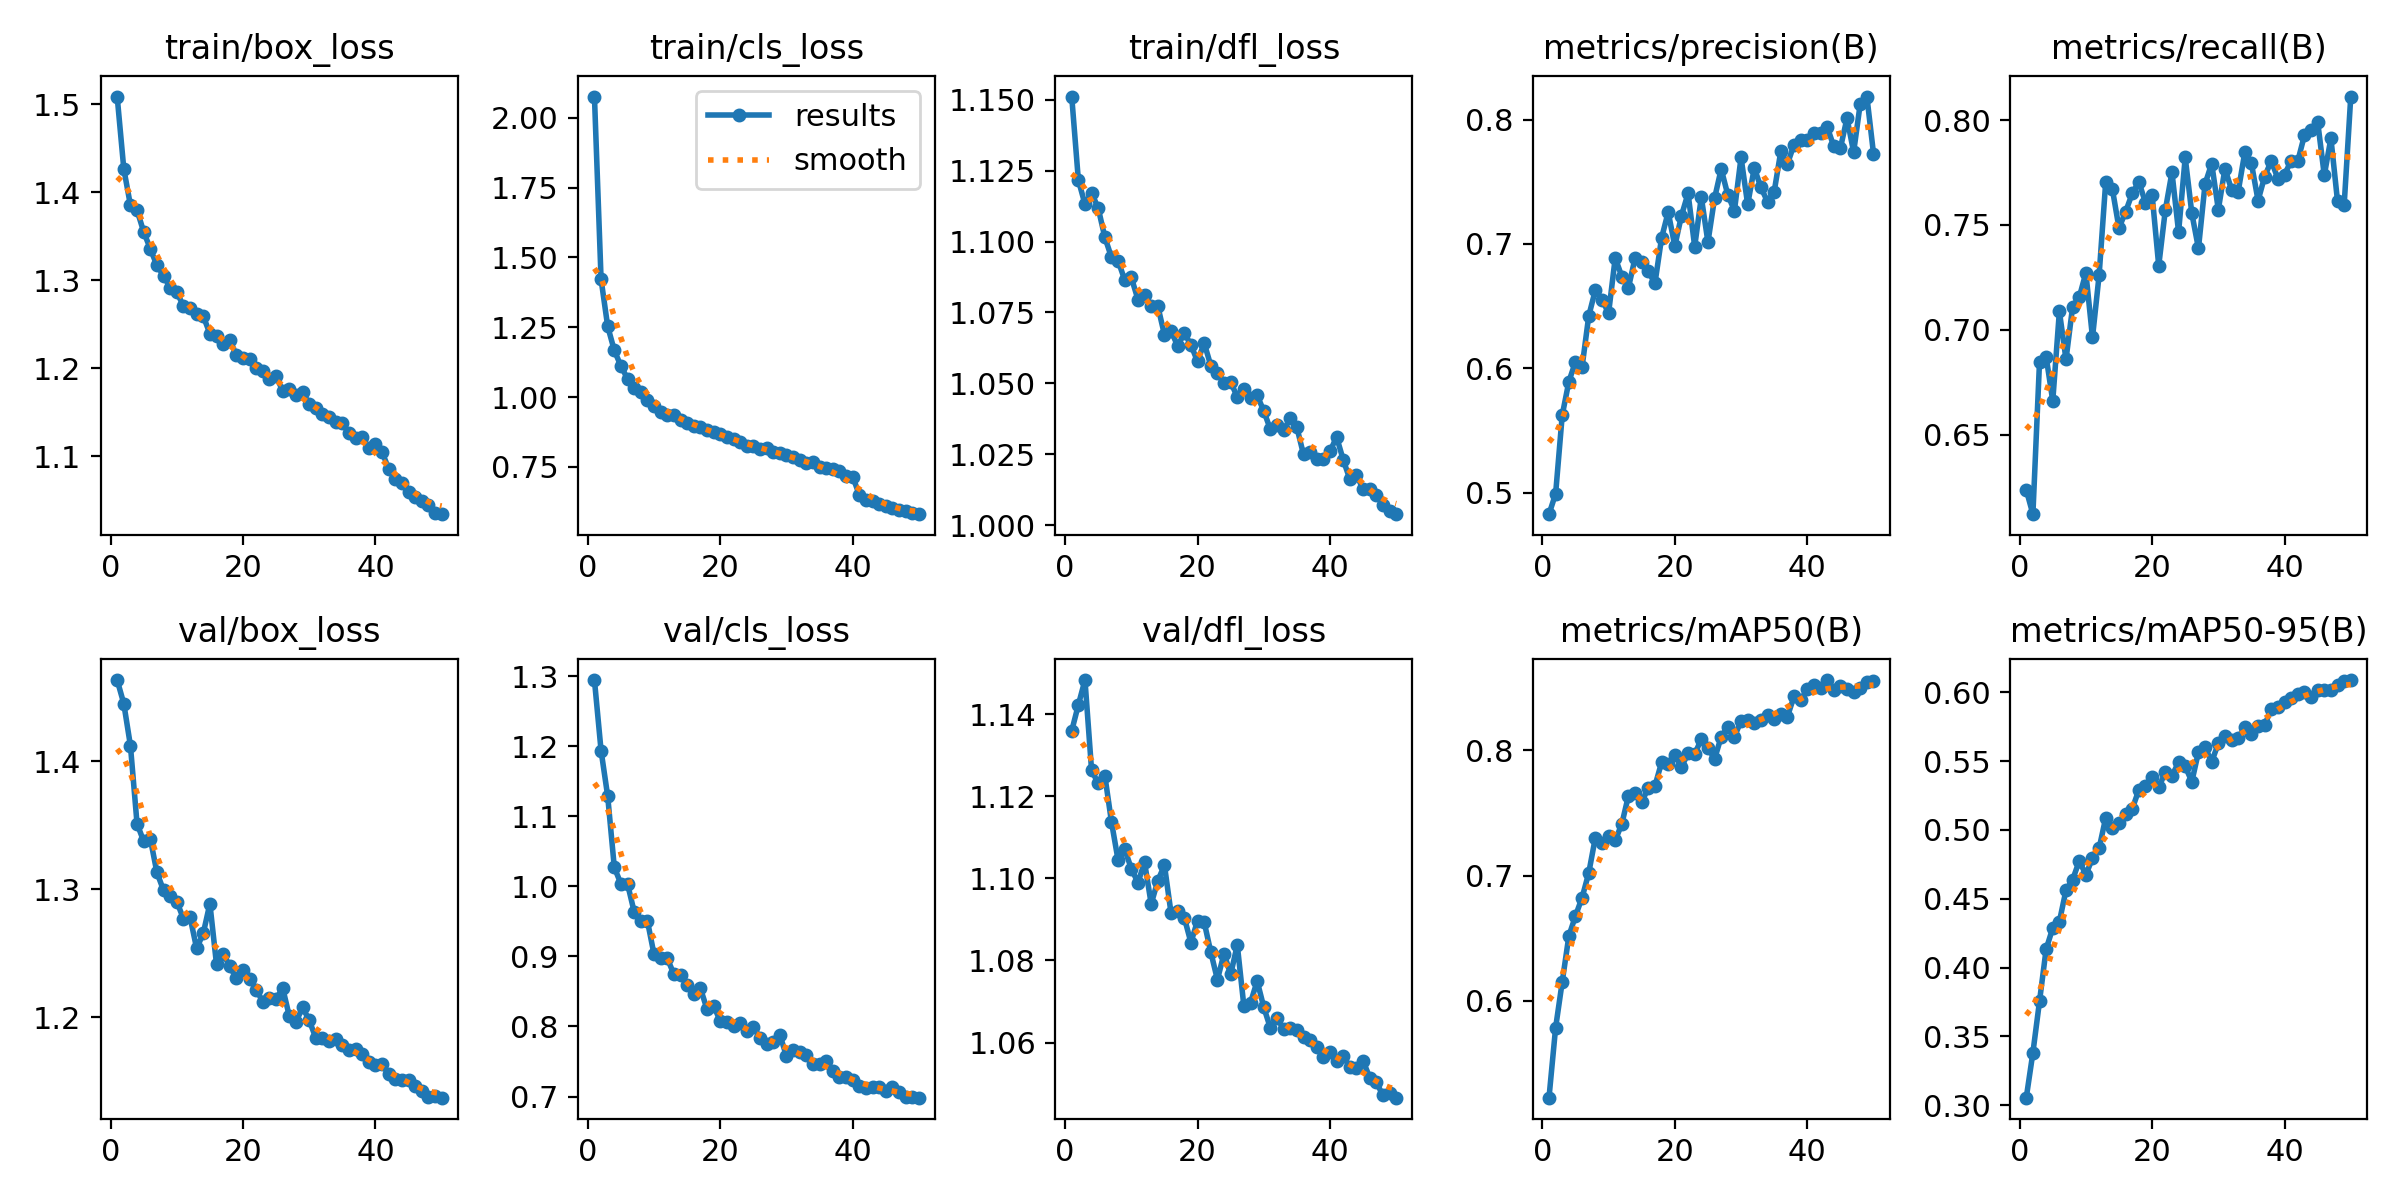 train/box_loss
1.5
1.4
1.3
1.2
1.1
0 20 40
train/cls_loss
results
smooth
2.00
1.75
1.50
1.25
1.00
0.75
0 20 40
train/dfl_loss
1.150
1.125
1.100
1.075
1.050
1.025
1.000
0 20 40
metrics/precision(B)
0.8
0.7
0.6
0.5
0 20 40
metrics/recall(B)
0.80
0.75
0.70
0.65
0 20 40
val/box_loss
1.4
1.3
1.2
0 20 40
val/cls_loss
1.3
1.2
1.1
1.0
0.9
0.8
0.7
0 20 40
val/dfl_loss
1.14
1.12
1.10
1.08
1.06
0 20 40
metrics/mAP50(B)
0.8
0.7
0.6
0 20 40
metrics/mAP50-95(B)
0.60
0.55
0.50
0.45
0.40
0.35
0.30
0 20 40